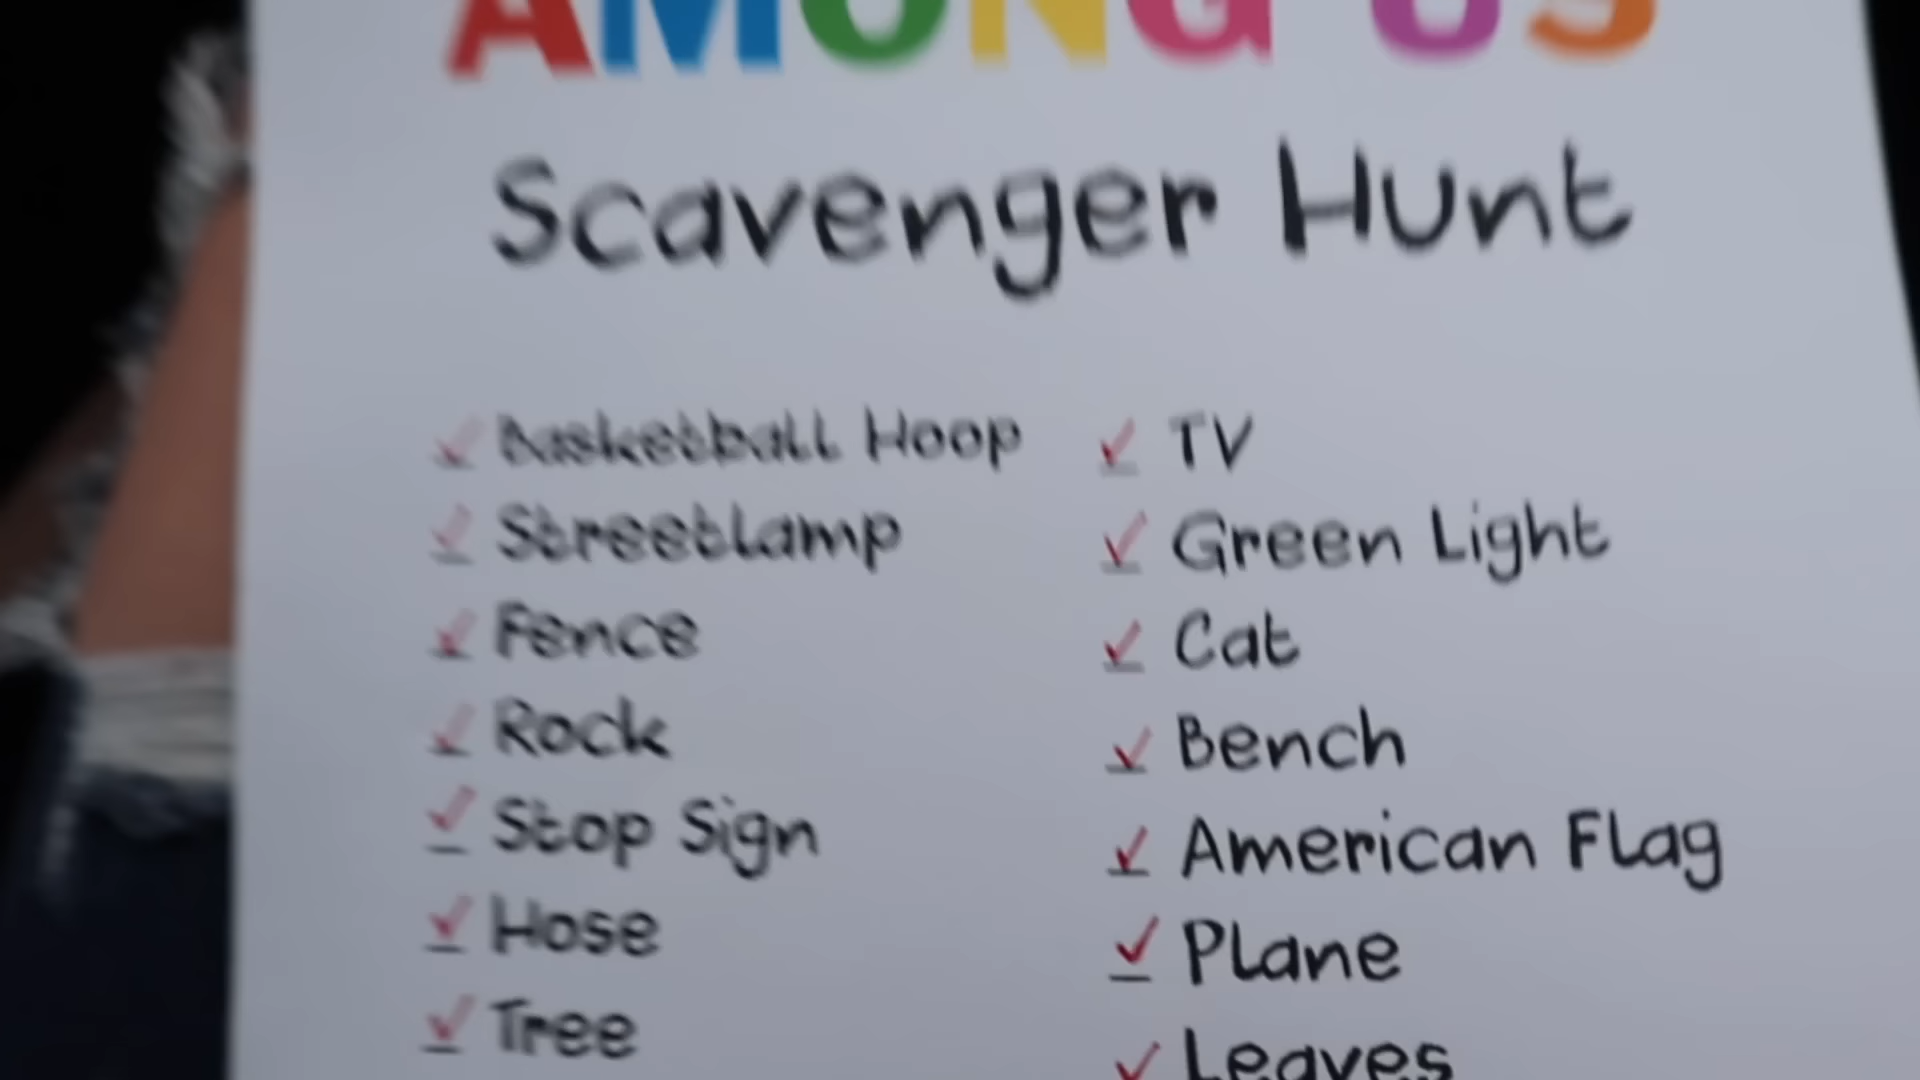 AMONG US
Scavenger Hunt
Basketball Hoop
Streetlamp
Fence
Rock
Stop Sign
Hose
Tree
TV
Green Light
Cat
Bench
American Flag
Plane
Leaves